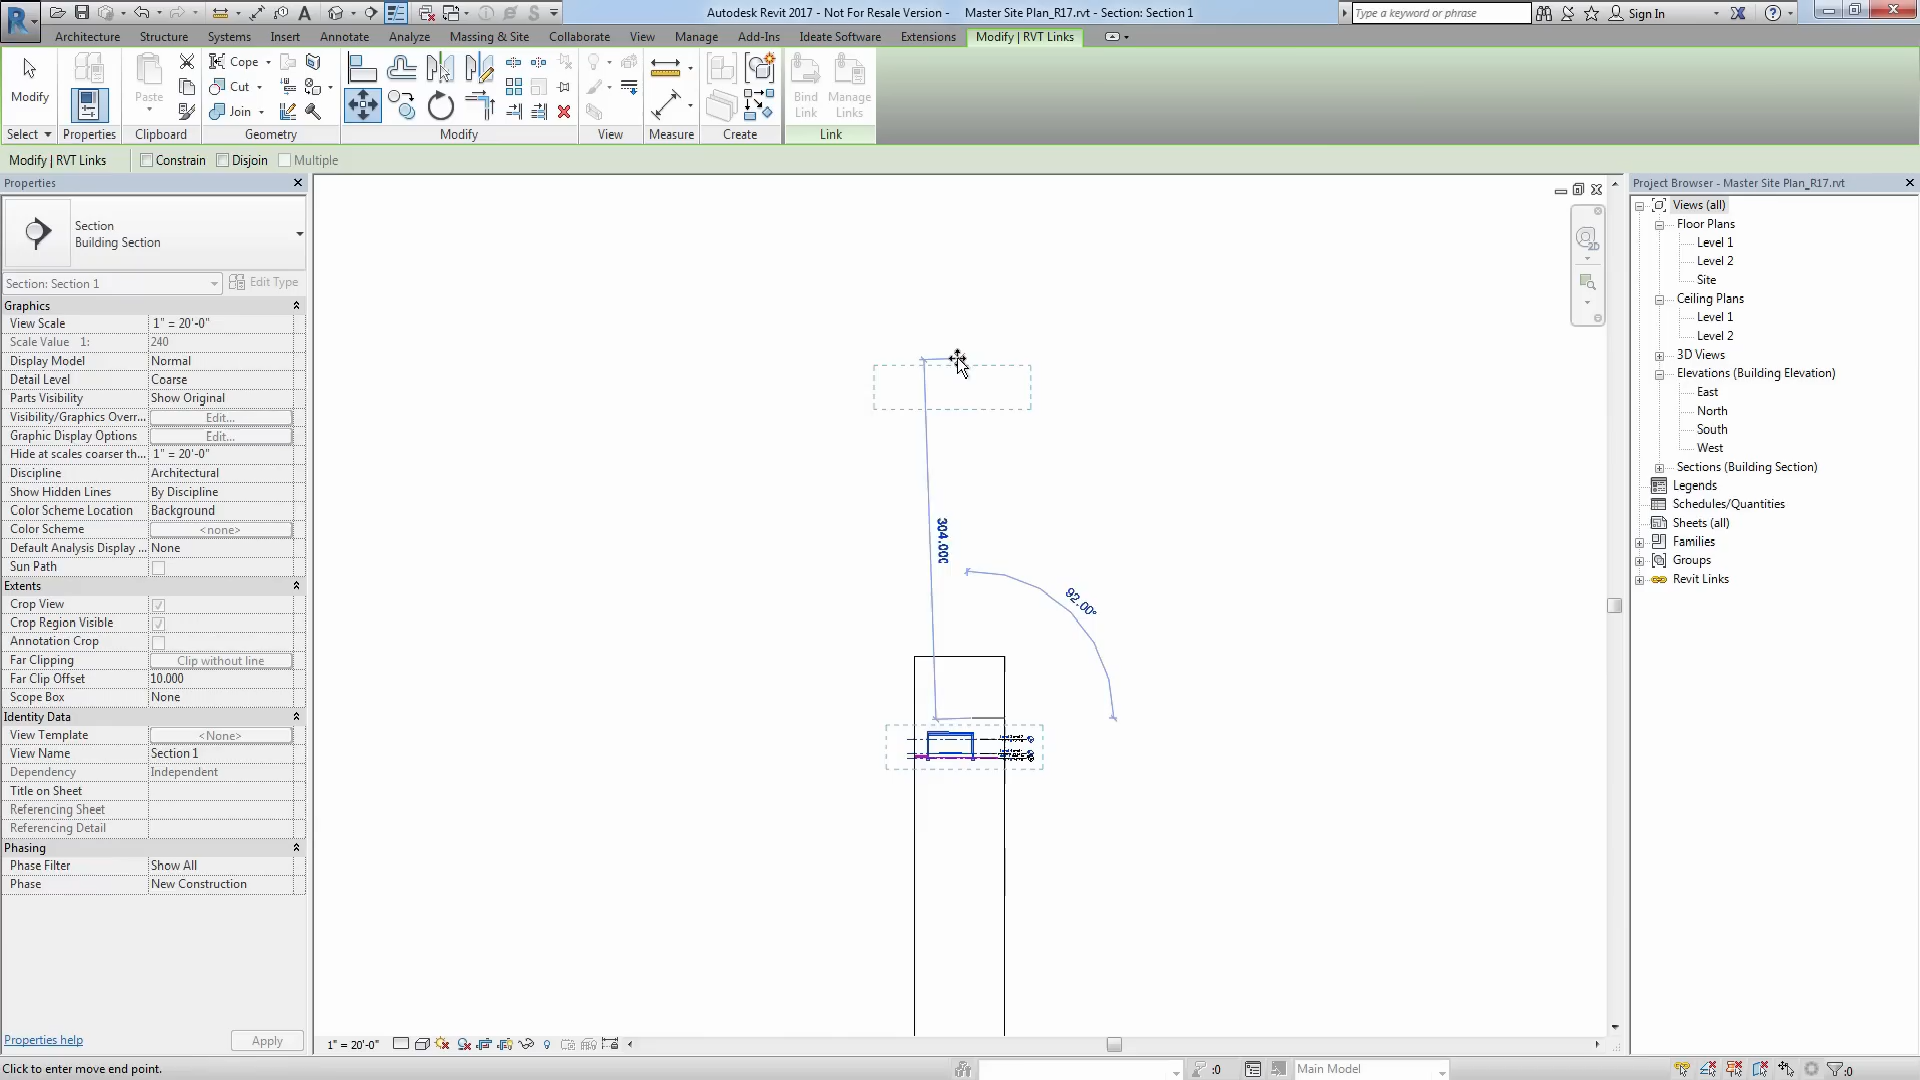 Autodesk Revit 2017 - Not For Resale Version - Master Site Plan_R17.rvt - Section: Section 1
Type a keyword or phrase
Sign In
Architecture Structure Systems Insert Annotate Analyze Massing & Site Collaborate View Manage Add-Ins Ideate Software Extensions Modify | RVT Links
Modify
Paste
Cope
Cut
Join
Bind Link
Manage Links
Select Properties Clipboard Geometry Modify View Measure Create Link
Modify | RVT Links Constrain Disjoin Multiple
Properties
Section
Building Section
Section: Section 1 Edit Type
Graphics
View Scale 1" = 20'-0"
Scale Value 1: 240
Display Model Normal
Detail Level Coarse
Parts Visibility Show Original
Visibility/Graphics Overr... Edit...
Graphic Display Options Edit...
Hide at scales coarser th... 1" = 20'-0"
Discipline Architectural
Show Hidden Lines By Discipline
Color Scheme Location Background
Color Scheme <none>
Default Analysis Display ... None
Sun Path
Extents
Crop View
Crop Region Visible
Annotation Crop
Far Clipping Clip without line
Far Clip Offset 10.000
Scope Box None
Identity Data
View Template <None>
View Name Section 1
Dependency Independent
Title on Sheet
Referencing Sheet
Referencing Detail
Phasing
Phase Filter Show All
Phase New Construction
Properties help Apply
304.000
92.00°
Project Browser - Master Site Plan_R17.rvt
Views (all)
Floor Plans
Level 1
Level 2
Site
Ceiling Plans
Level 1
Level 2
3D Views
Elevations (Building Elevation)
East
North
South
West
Sections (Building Section)
Legends
Schedules/Quantities
Sheets (all)
Families
Groups
Revit Links
1" = 20'-0"
Click to enter move end point.
:0
Main Model
:0